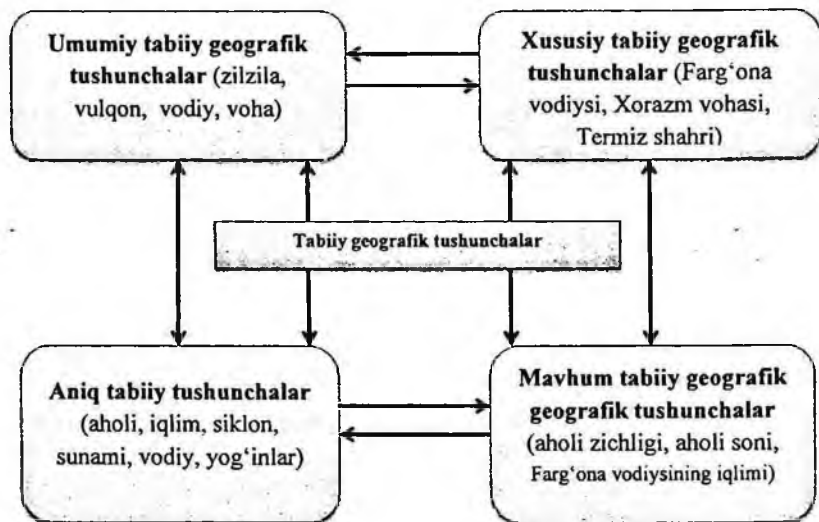 Umumiy tabiiy geografik
tushunchalar (zilzila,
vulqon, vodiy, voha)
Xususiy tabiiy geografik
tushunchalar (Farg‘ona
vodiysi, Xorazm vohasi,
Termiz shahri)
Tabiiy geografik tushunchalar
Aniq tabiiy tushunchalar
(aholi, iqlim, siklon,
sunami, vodiy, yog‘inlar)
Mavhum tabiiy geografik
geografik tushunchalar
(aholi zichligi, aholi soni,
Farg‘ona vodiysining iqlimi)